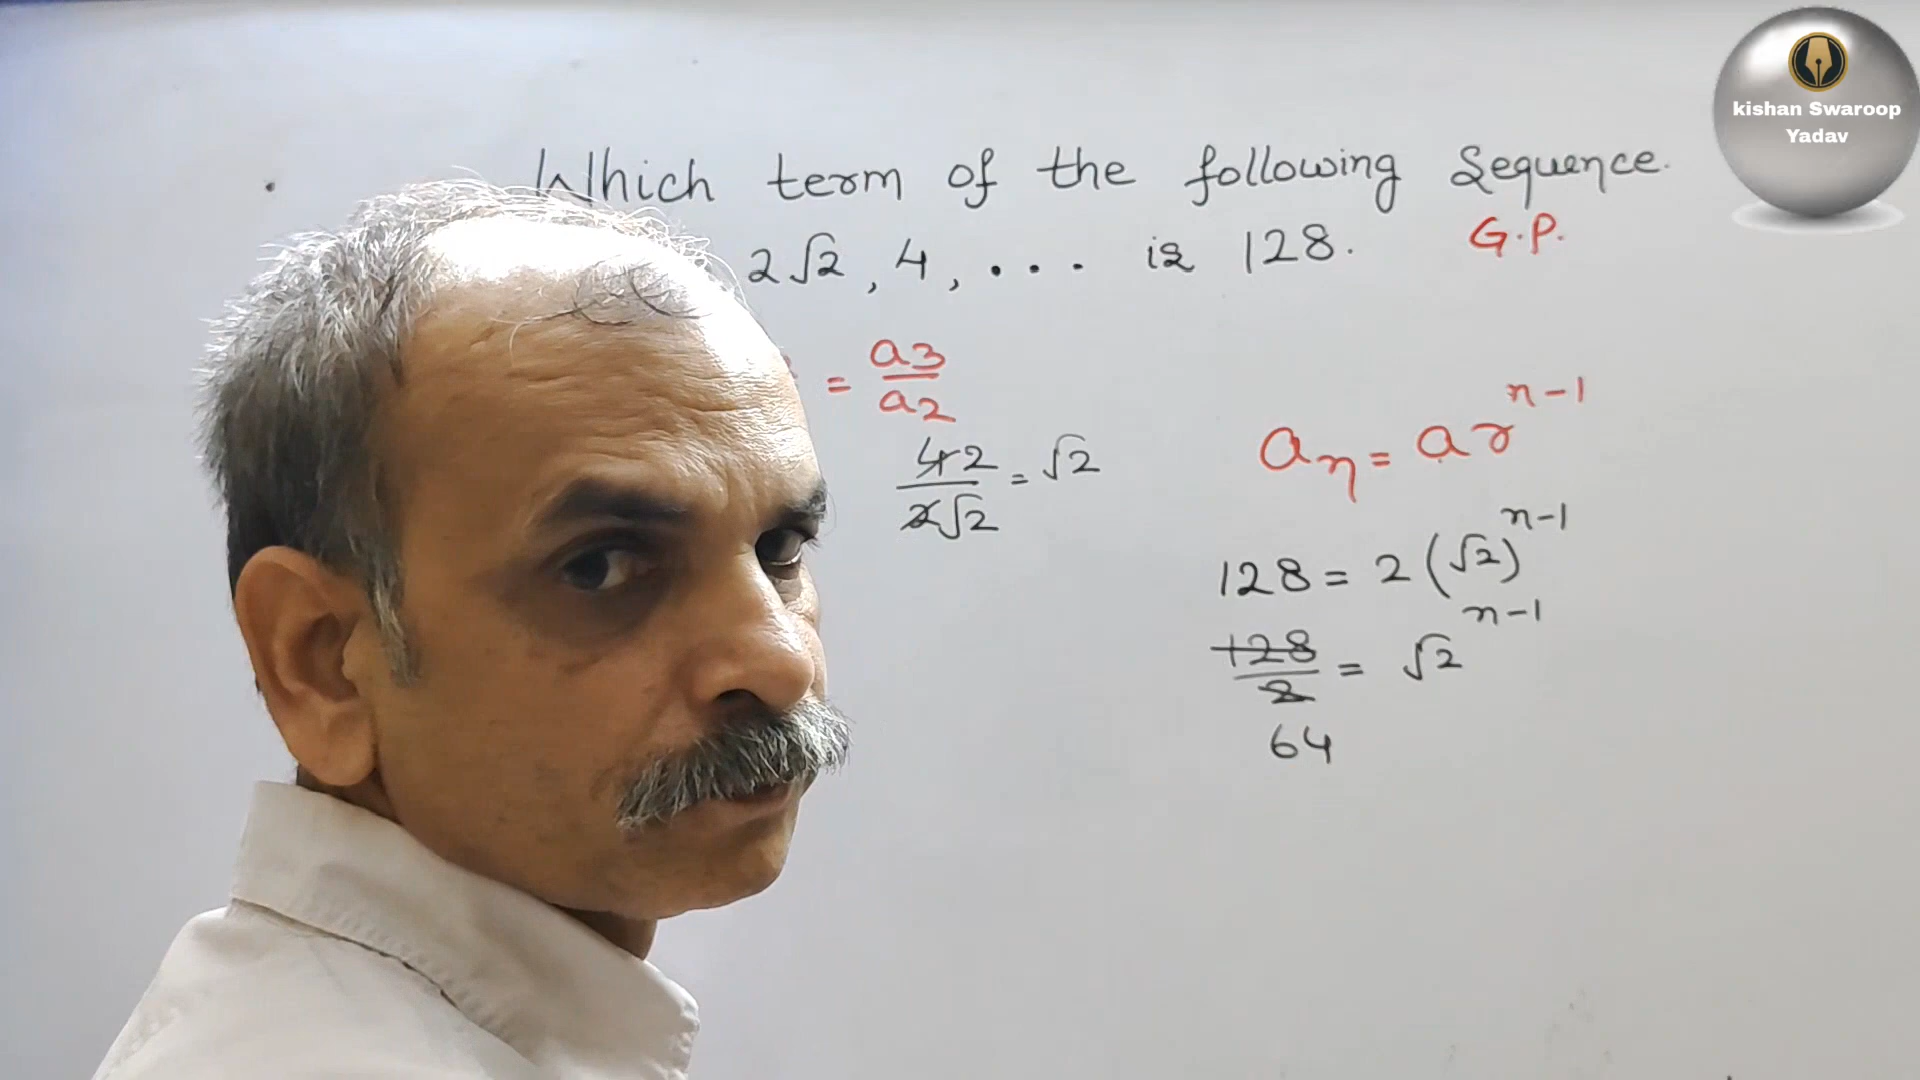 kishan Swaroop
Yadav
Which term of the following Sequence.
2√2, 4, ... is 128. G.P.
= a3/a2
42/2√2 = √2
aη = ar^n-1
128 = 2(√2)^n-1
128/2 = √2^n-1
64